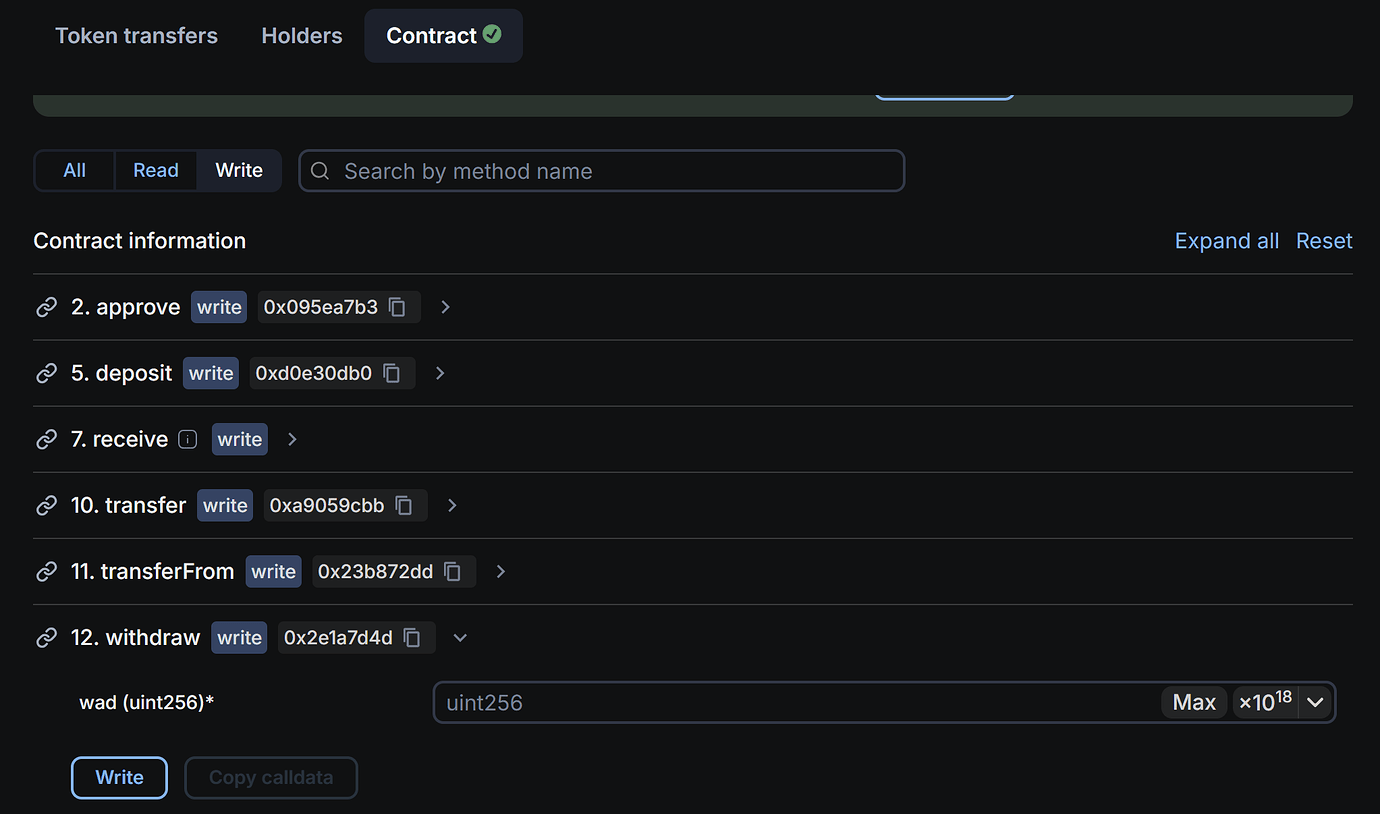 Token transfers Holders Contract
All Read Write Search by method name
Contract information Expand all Reset
2. approve write 0x095ea7b3
5. deposit write 0xd0e30db0
7. receive i write
10. transfer write 0xa9059cbb
11. transferFrom write 0x23b872dd
12. withdraw write 0x2e1a7d4d
wad (uint256)* uint256 Max ×10¹⁸
Write Copy calldata